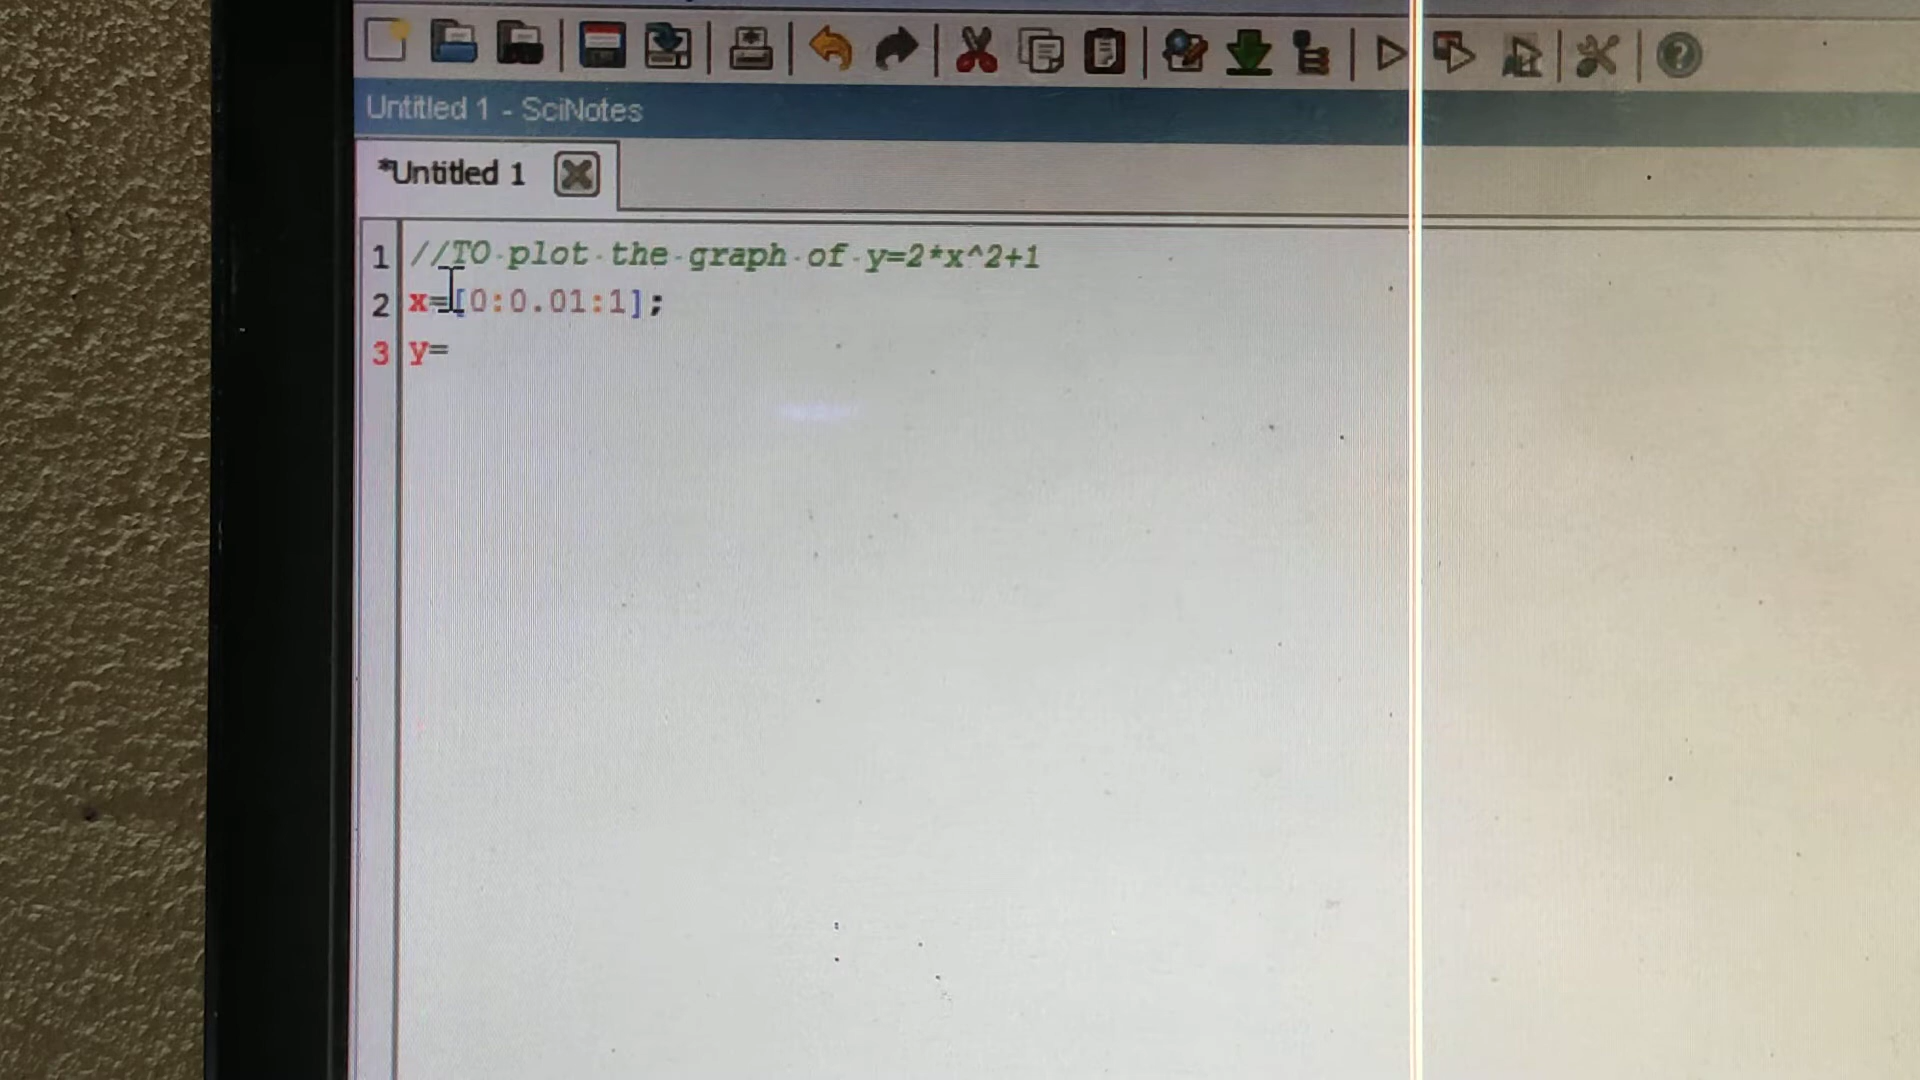 Untitled 1 - SciNotes
*Untitled 1
1 //TO plot the graph of y=2*x^2+1
2 x=[0:0.01:1];
3 y=